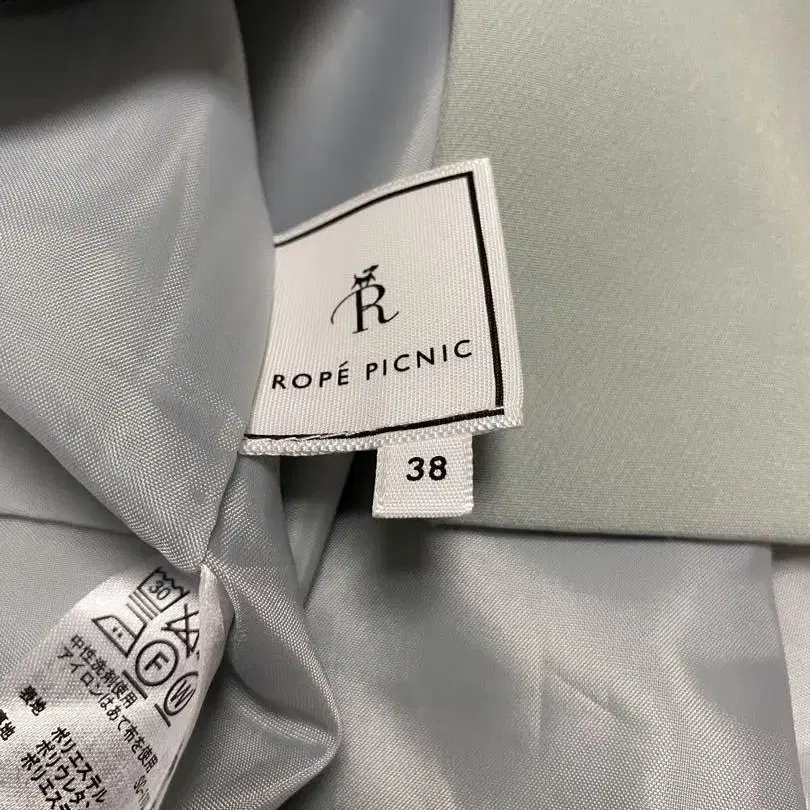 R
ROPÉ PICNIC
38
30
F
W
中性洗剤使用
アイロンはあて布を使用
表地 ポリエステル
ポリウレタン
裏地 ポリエステル